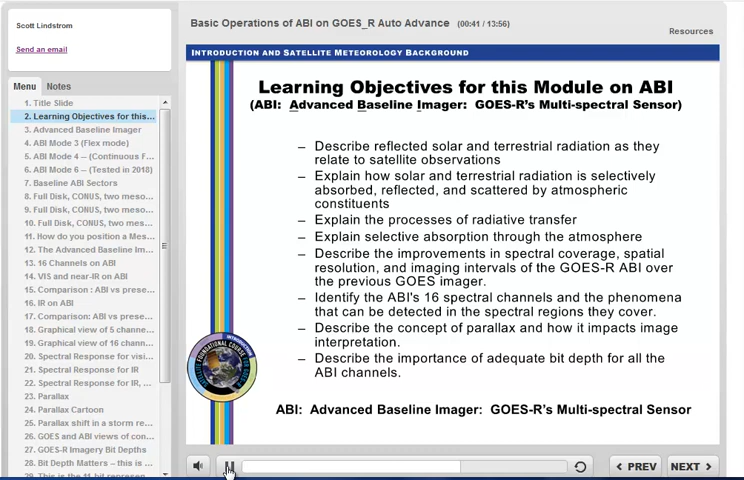 Scott Lindstrom
Send an email
Menu
Notes
1. Title Slide
2. Learning Objectives for this...
3. Advanced Baseline Imager
4. ABI Mode 3 (Flex mode)
5. ABI Mode 4 -- (Continuous F...
6. ABI Mode 6 -- (Tested in 2018)
7. Baseline ABI Sectors
8. Full Disk, CONUS, two meso...
9. Full Disk, CONUS, two meso...
10. Full Disk, CONUS, two mes...
11. How do you position a Mes...
12. The Advanced Baseline Im...
13. 16 Channels on ABI
14. VIS and near-IR on ABI
15. Comparison : ABI vs prese...
16. IR on ABI
17. Comparison: ABI vs prese...
18. Graphical view of 5 channe...
19. Graphical view of 16 chann...
20. Spectral Response for visi...
21. Spectral Response for IR
22. Spectral Response for IR, ...
23. Parallax
24. Parallax Cartoon
25. Parallax shift in a storm re...
26. GOES and ABI views of con...
27. GOES-R Imagery Bit Depths
28. Bit Depth Matters – this is ...
29. This is the 11 bit represen...
Basic Operations of ABI on GOES_R Auto Advance (00:41 / 13:56)
Resources
INTRODUCTION AND SATELLITE METEOROLOGY BACKGROUND
Learning Objectives for this Module on ABI
(ABI: Advanced Baseline Imager: GOES-R's Multi-spectral Sensor)
– Describe reflected solar and terrestrial radiation as they
relate to satellite observations
– Explain how solar and terrestrial radiation is selectively
absorbed, reflected, and scattered by atmospheric
constituents
– Explain the processes of radiative transfer
– Explain selective absorption through the atmosphere
– Describe the improvements in spectral coverage, spatial
resolution, and imaging intervals of the GOES-R ABI over
the previous GOES imager.
– Identify the ABI's 16 spectral channels and the phenomena
that can be detected in the spectral regions they cover.
– Describe the concept of parallax and how it impacts image
interpretation.
– Describe the importance of adequate bit depth for all the
ABI channels.
INTRODUCTION
SATELLITE FOUNDATIONAL COURSE
ABI: Advanced Baseline Imager: GOES-R's Multi-spectral Sensor
PREV
NEXT